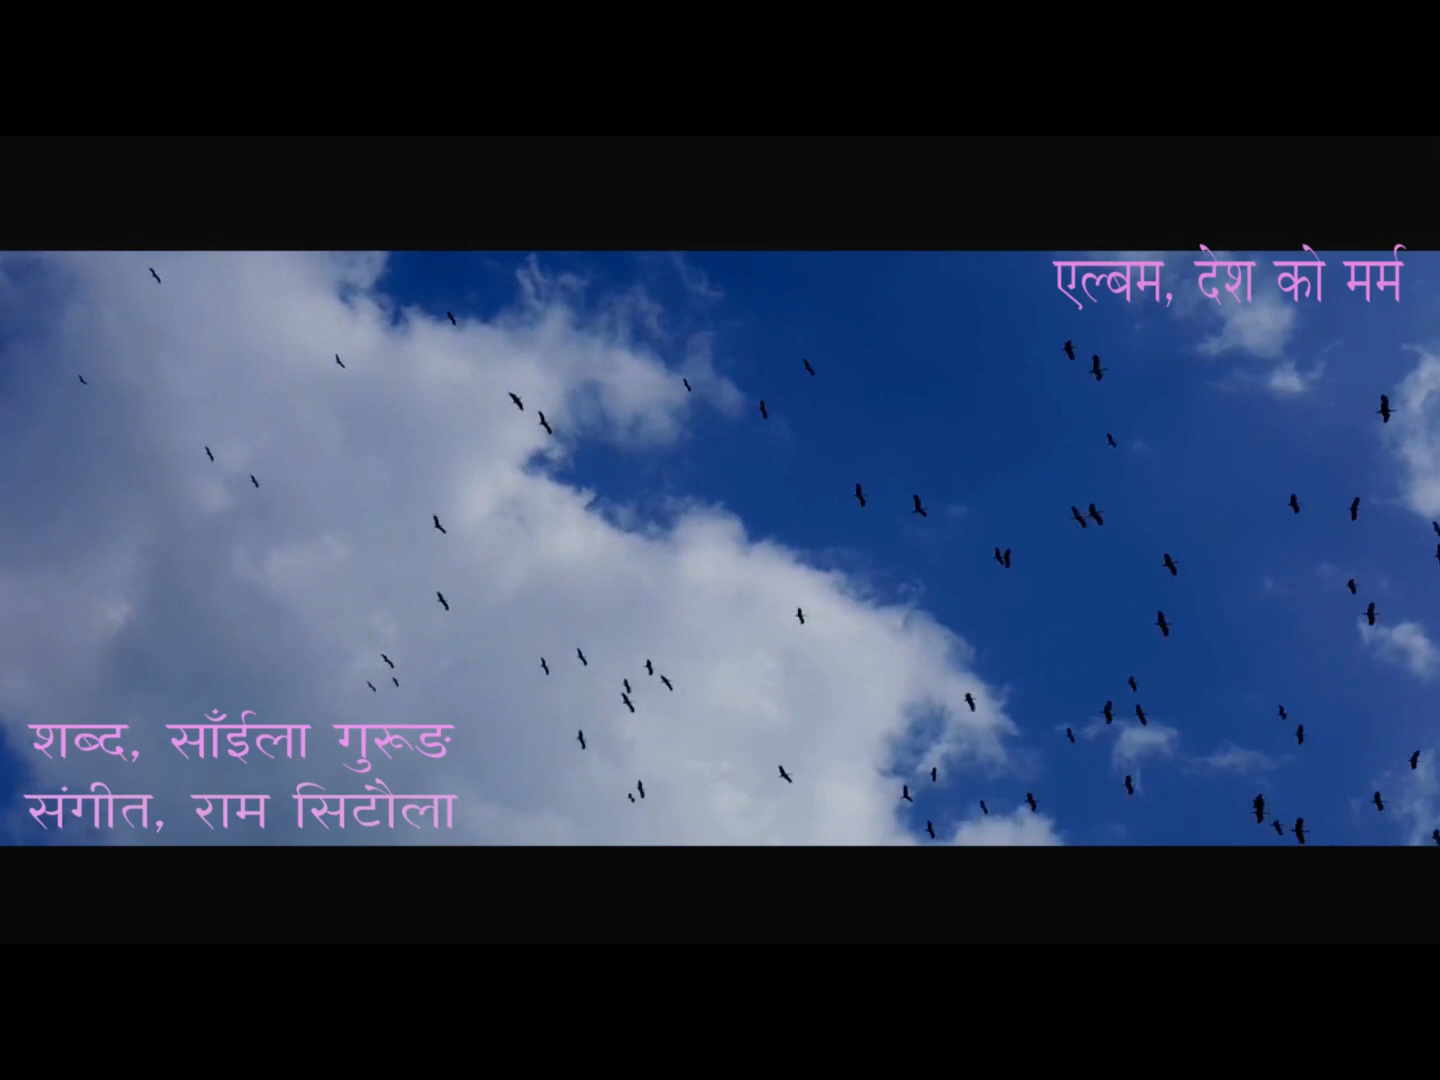 एल्बम, देश को मर्म
शब्द, साँईला गुरूङ
संगीत, राम सिटौला